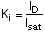 K_i = I_D / I_sat